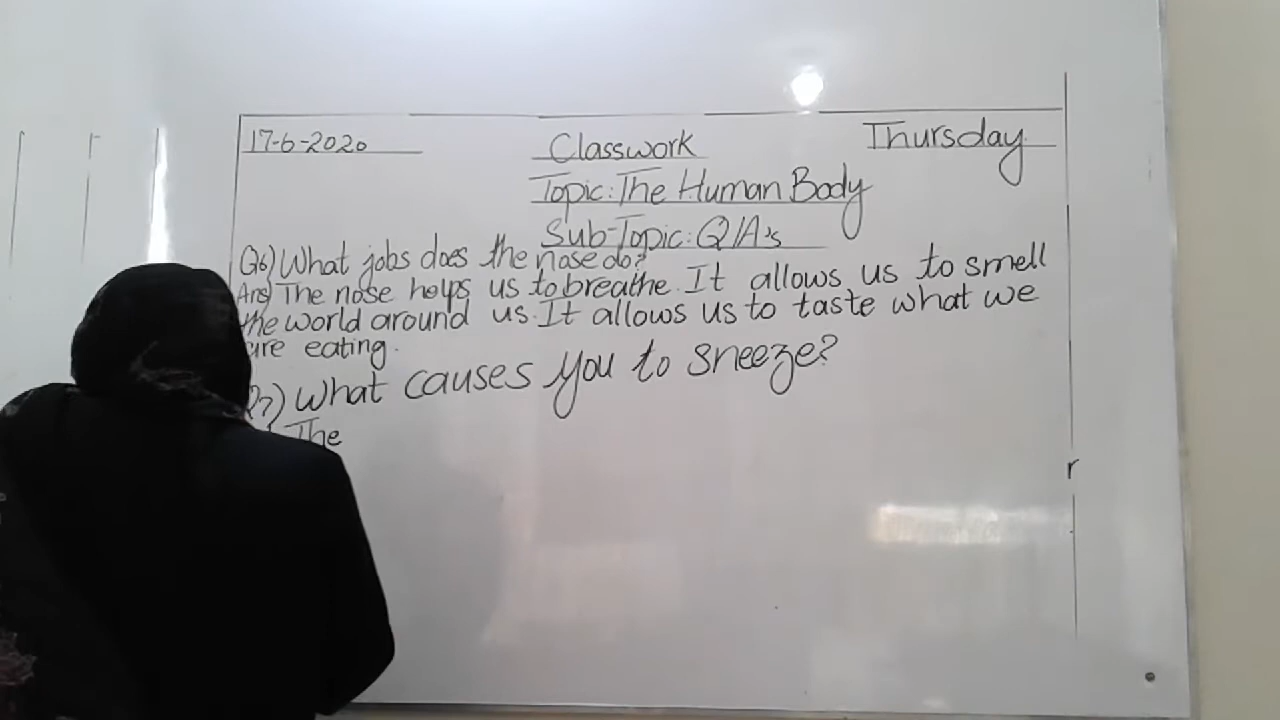 17-6-2020 Classwork Thursday
Topic: The Human Body
Sub-Topic: Q/A's
Q6) What jobs does the nose do?
Ans) The nose helps us to breathe. It allows us to smell
the world around us. It allows us to taste what we
are eating.
Q7) What causes you to sneeze?
The